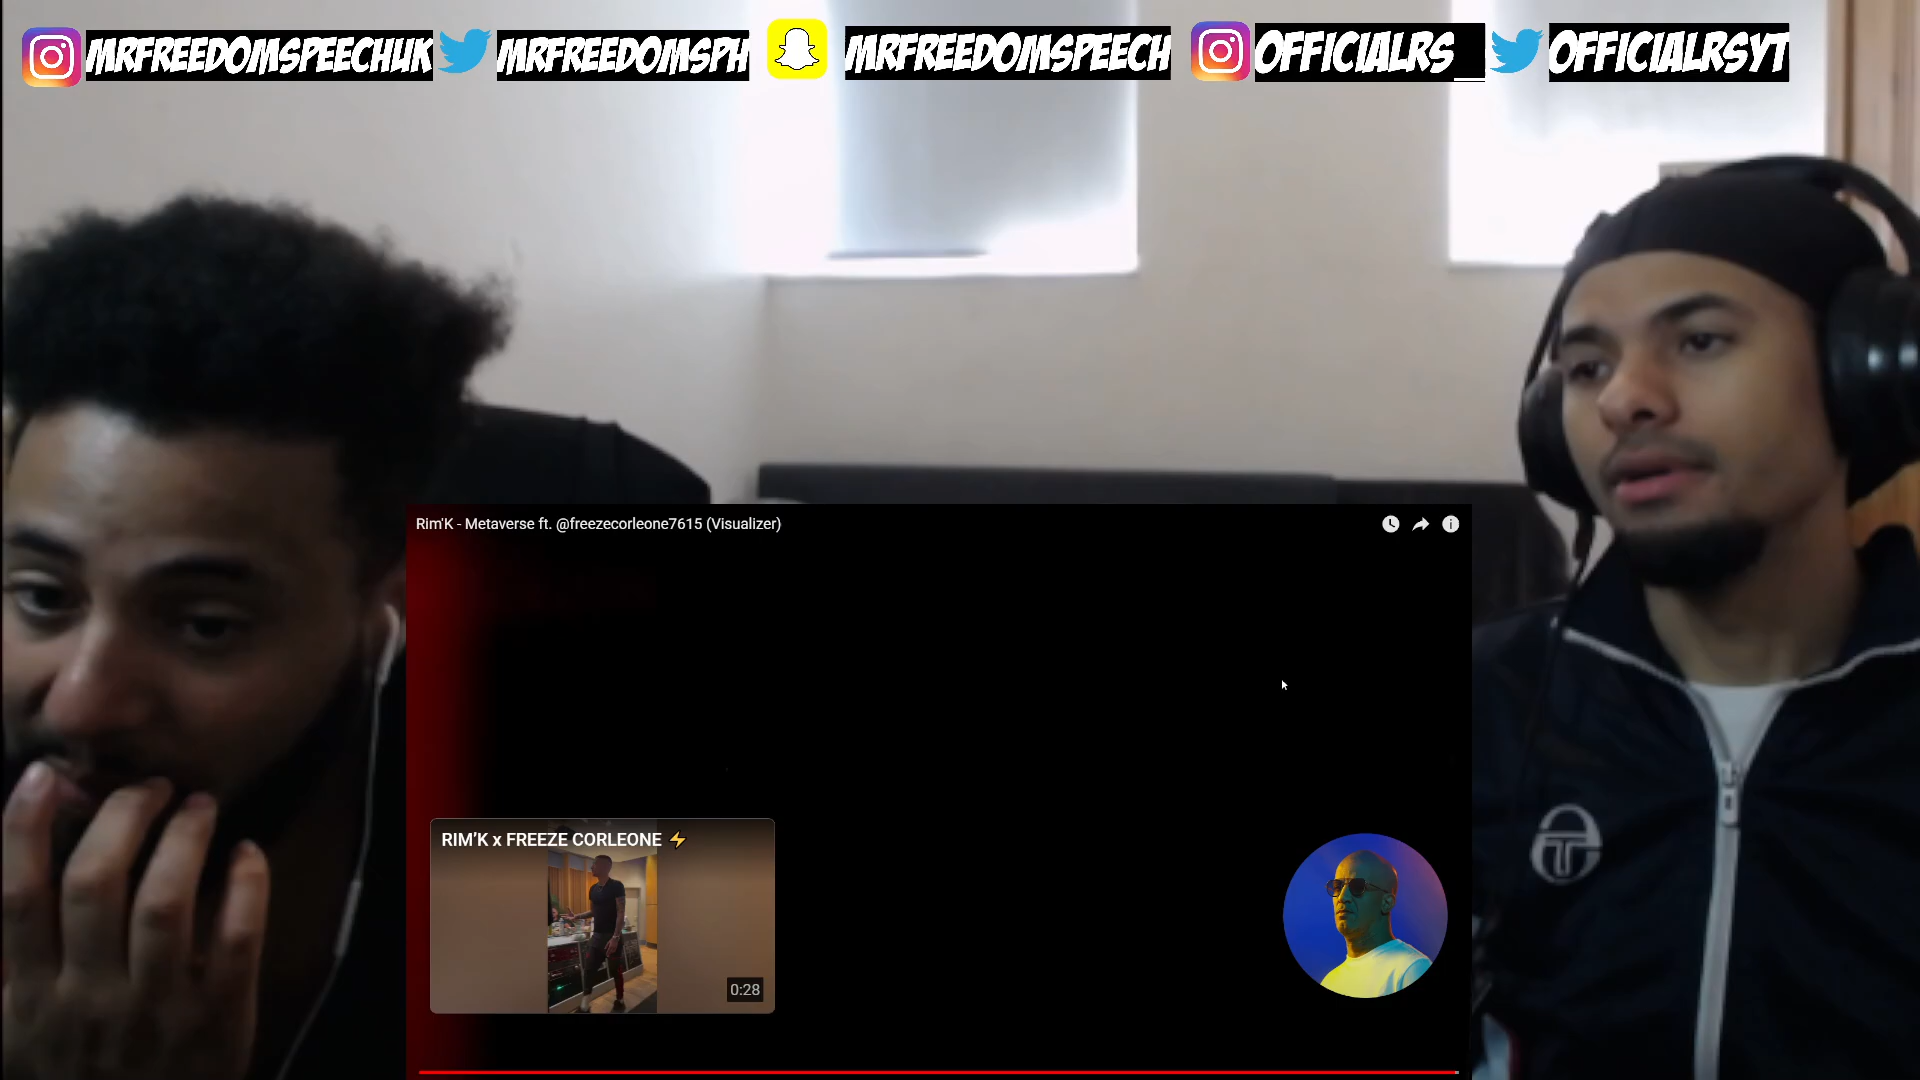 MRFREEDOMSPEECHUK MRFREEDOMSPH MRFREEDOMSPEECH OFFICIALRS_ OFFICIALRSYT
Rim'K - Metaverse ft. @freezecorleone7615 (Visualizer)
RIM'K x FREEZE CORLEONE ⚡
0:28